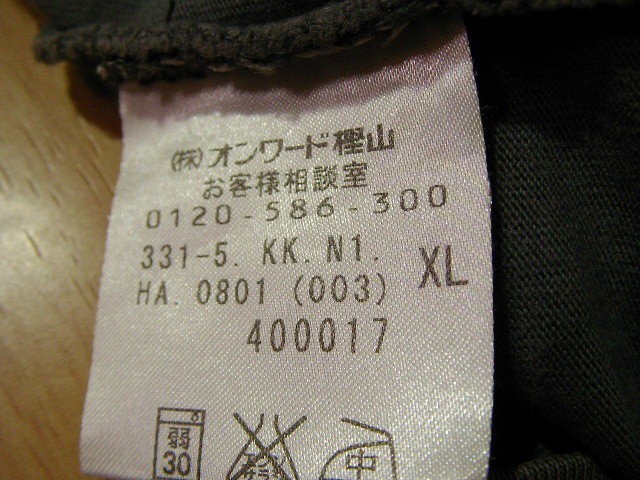 (株)オンワード樫山
お客様相談室
0120-586-300
331-5. KK. N1.
HA. 0801 (003) XL
400017
弱
30
中